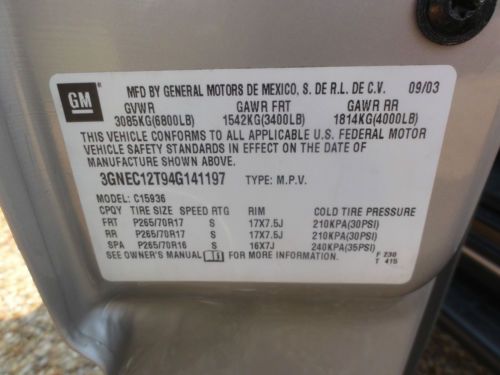 GM
MFD BY GENERAL MOTORS DE MEXICO, S. DE R.L. DE C.V. 09/03
GVWR GAWR FRT GAWR RR
3085KG(6800LB) 1542KG(3400LB) 1814KG(4000LB)
THIS VEHICLE CONFORMS TO ALL APPLICABLE U.S. FEDERAL MOTOR
VEHICLE SAFETY STANDARDS IN EFFECT ON THE DATE OF
MANUFACTURE SHOWN ABOVE.
3GNEC12T94G141197 TYPE: M.P.V.
MODEL: C15936
CPQY TIRE SIZE SPEED RTG RIM COLD TIRE PRESSURE
FRT P265/70R17 S 17X7.5J 210KPA(30PSI)
RR P265/70R17 S 17X7.5J 210KPA(30PSI)
SPA P265/70R16 S 16X7J 240KPA(35PSI)
SEE OWNER'S MANUAL FOR MORE INFORMATION. F 230
T 415